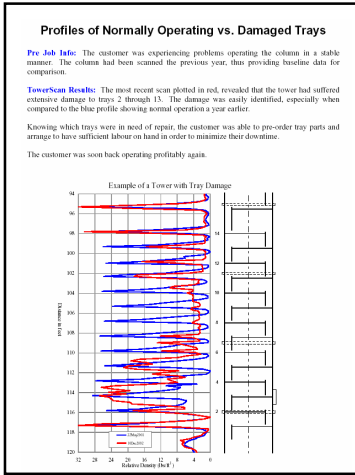 Profiles of Normally Operating vs. Damaged Trays
Pre Job Info: The customer was experiencing problems operating the column in a stable
manner. The column had been scanned the previous year, thus providing baseline data for
comparison.
TowerScan Results: The most recent scan plotted in red, revealed that the tower had suffered
extensive damage to trays 2 through 13. The damage was easily identified, especially when
compared to the blue profile showing normal operation a year earlier.
Knowing which trays were in need of repair, the customer was able to pre-order tray parts and
arrange to have sufficient labour on hand in order to minimize their downtime.
The customer was soon back operating profitably again.
Example of a Tower with Tray Damage
94
96
98
100
102
104
106
108
110
112
114
116
118
120
Distance in Feet
32 28 24 20 16 12 8 4 0
Relative Density (lbs/ft³)
14
12
10
8
6
4
2